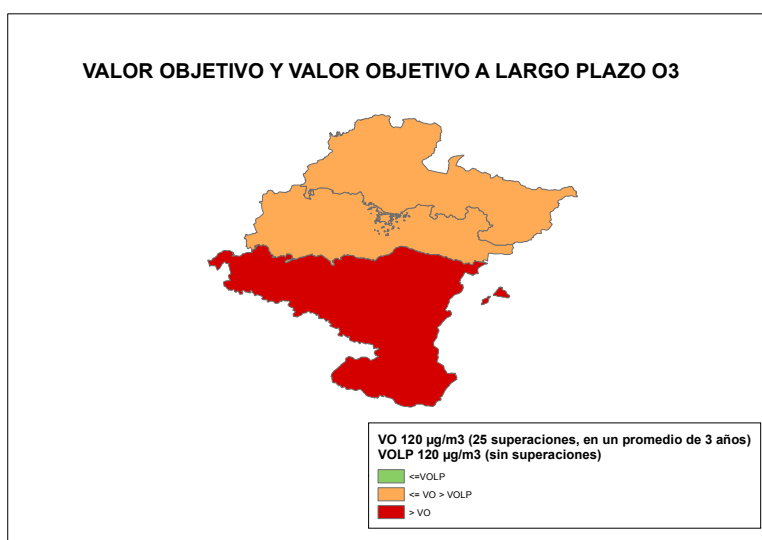 VALOR OBJETIVO Y VALOR OBJETIVO A LARGO PLAZO O3
VO 120 µg/m3 (25 superaciones, en un promedio de 3 años)
VOLP 120 µg/m3 (sin superaciones)
<=VOLP
<= VO > VOLP
> VO